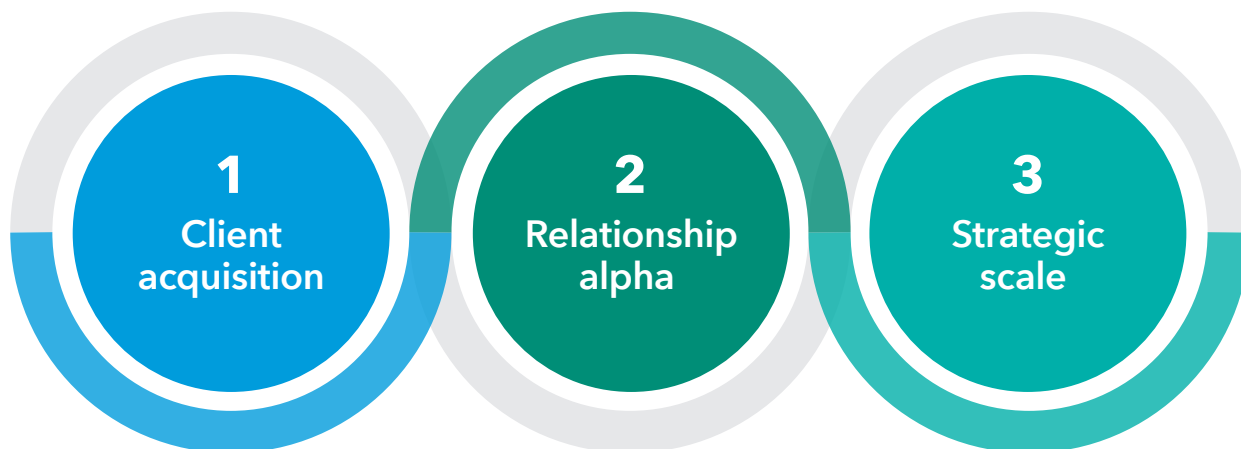 1
Client
acquisition
2
Relationship
alpha
3
Strategic
scale